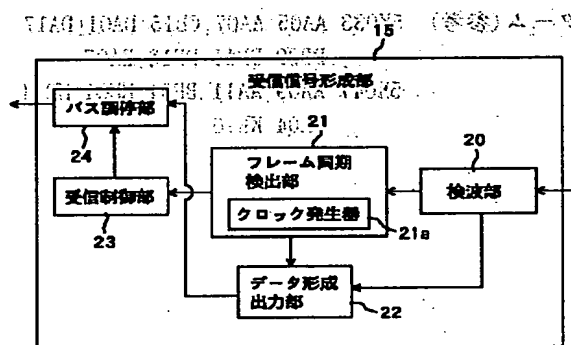 15
受信信号形成部
バス調停部
24
21
フレーム同期
検出部
クロック発生器
21a
20
検波部
受信制御部
23
データ形成
出力部
22